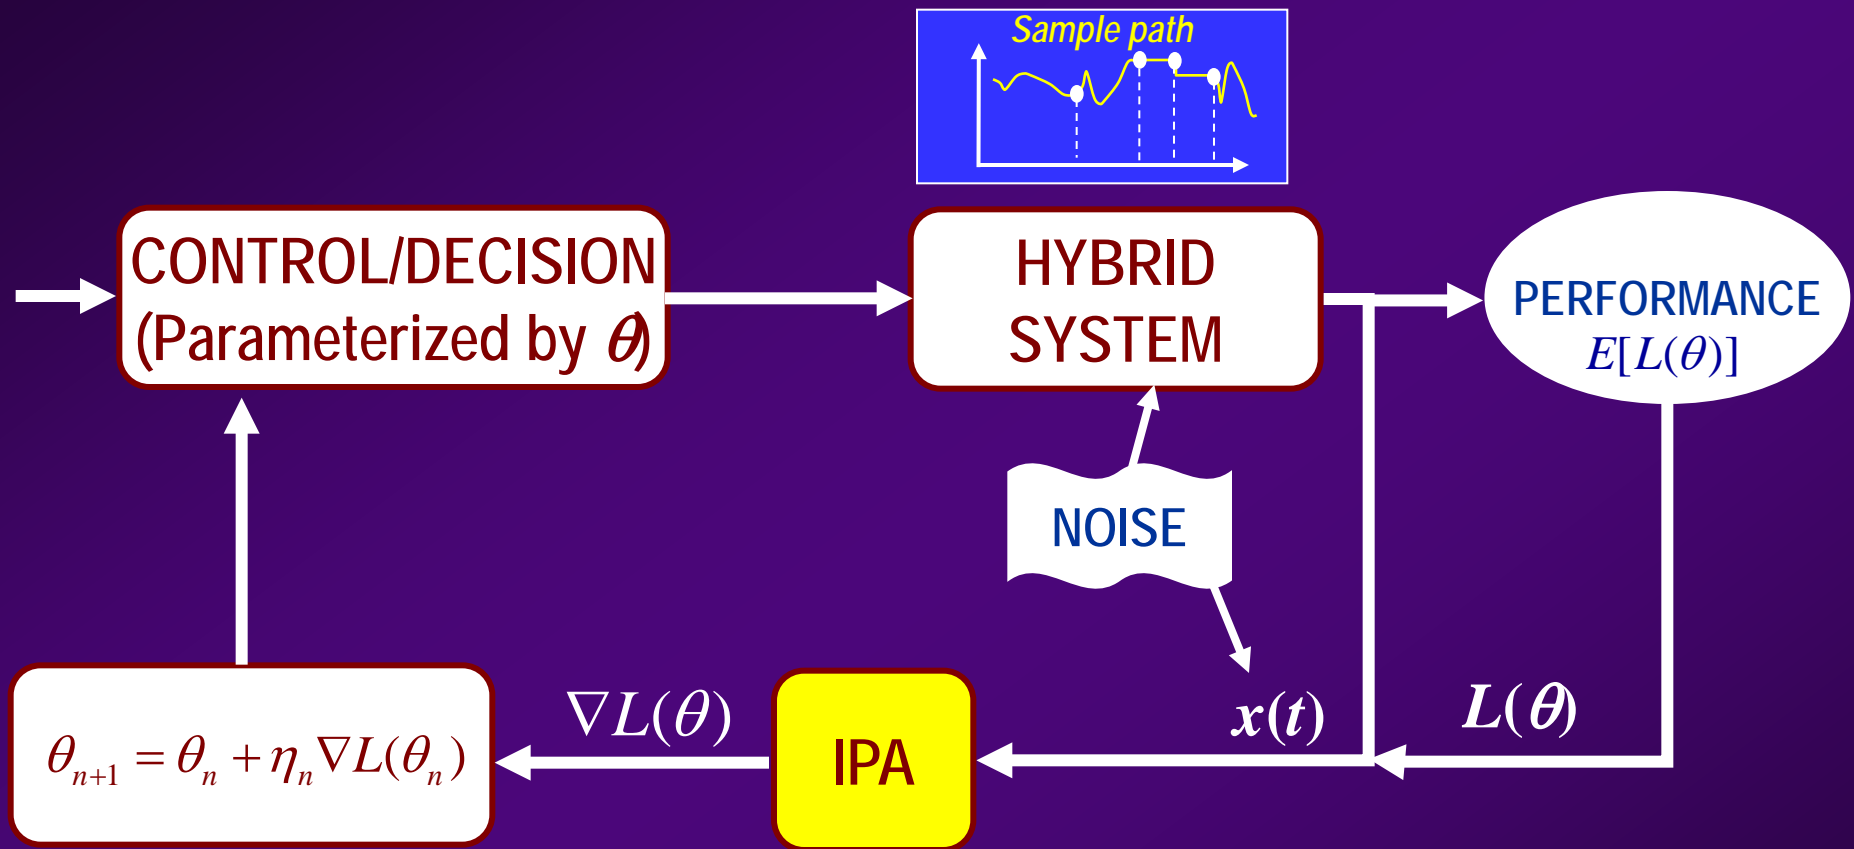 Sample path
CONTROL/DECISION
(Parameterized by θ)
HYBRID
SYSTEM
PERFORMANCE
E[L(θ)]
NOISE
x(t)
L(θ)
∇L(θ)
IPA
θₙ₊₁ = θₙ + ηₙ∇L(θₙ)